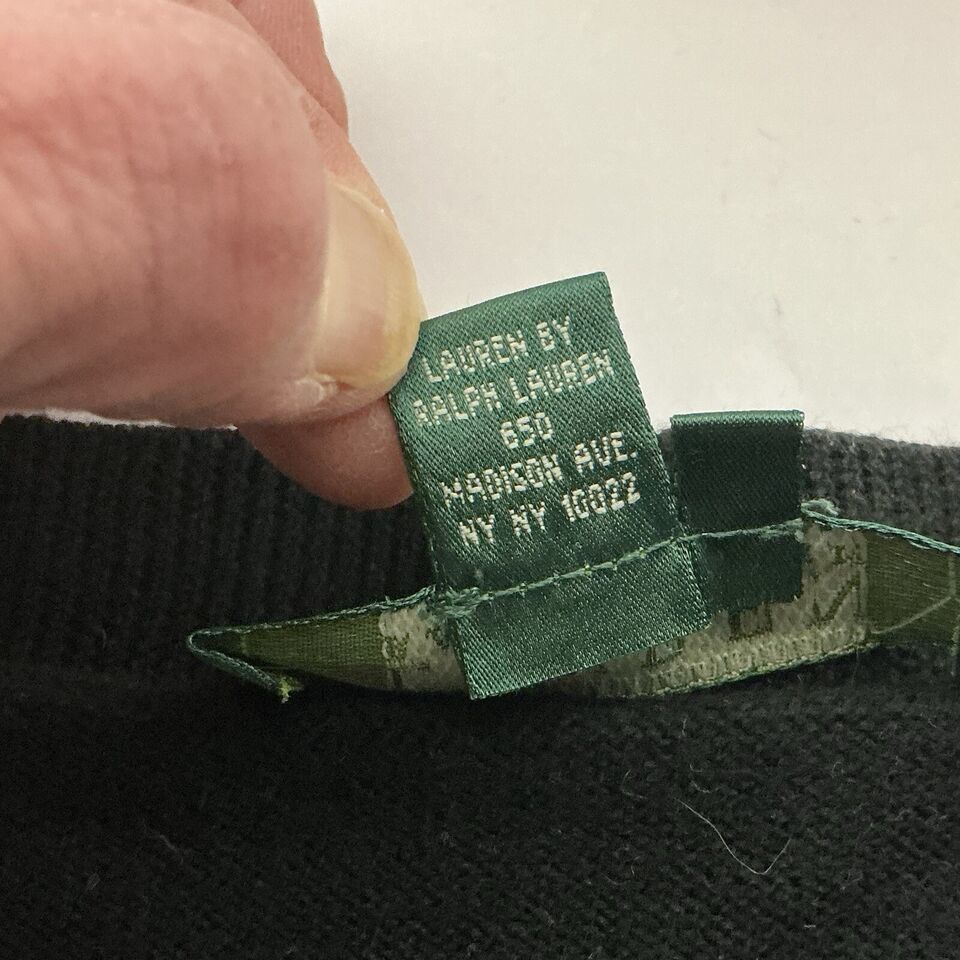 LAUREN BY
RALPH LAUREN
650
MADISON AVE.
NY NY 10022